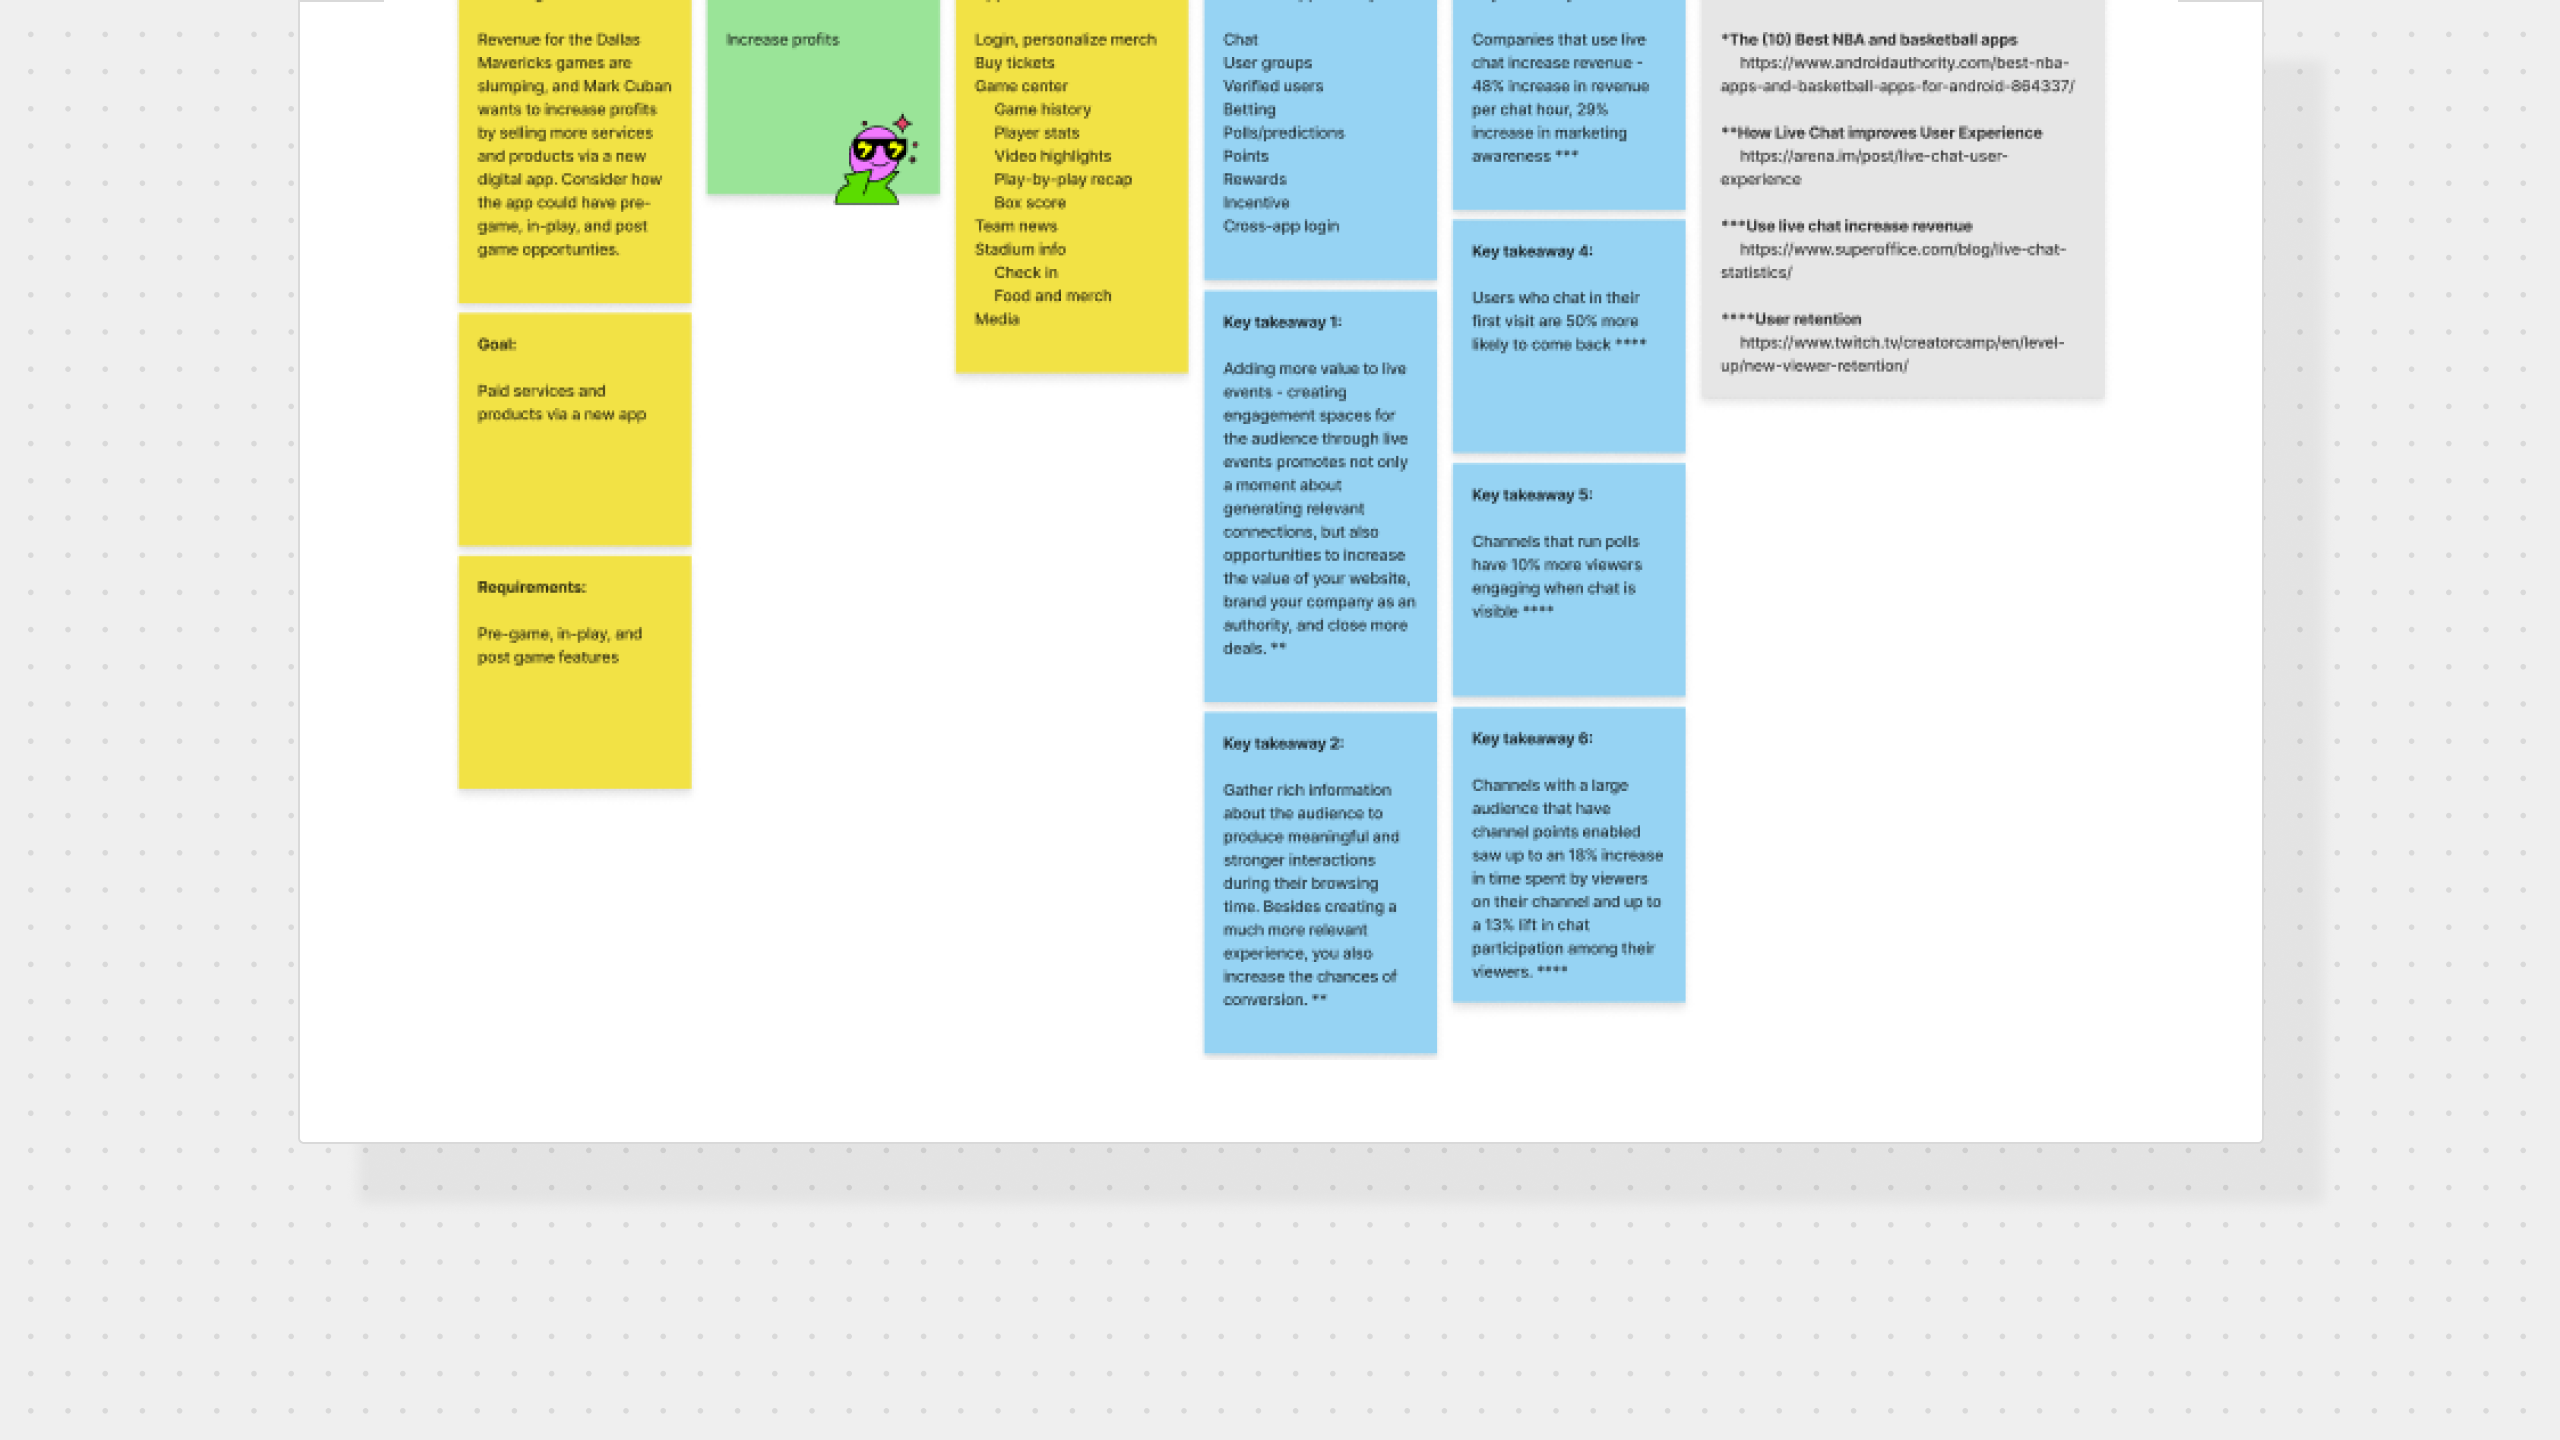 Revenue for the Dallas
Mavericks games are
slumping, and Mark Cuban
wants to increase profits
by selling more services
and products via a new
digital app. Consider how
the app could have pre-
game, in-play, and post
game opportunties.
Goal:
Paid services and
products via a new app
Requirements:
Pre-game, in-play, and
post game features
Increase profits
Login, personalize merch
Buy tickets
Game center
Game history
Player stats
Video highlights
Play-by-play recap
Box score
Team news
Stadium info
Check in
Food and merch
Media
Chat
User groups
Verified users
Betting
Polls/predictions
Points
Rewards
Incentive
Cross-app login
Key takeaway 1:
Adding more value to live
events - creating
engagement spaces for
the audience through live
events promotes not only
a moment about
generating relevant
connections, but also
opportunities to increase
the value of your website,
brand your company as an
authority, and close more
deals. **
Key takeaway 2:
Gather rich information
about the audience to
produce meaningful and
stronger interactions
during their browsing
time. Besides creating a
much more relevant
experience, you also
increase the chances of
conversion. **
Companies that use live
chat increase revenue -
48% increase in revenue
per chat hour, 29%
increase in marketing
awareness ***
Key takeaway 4:
Users who chat in their
first visit are 50% more
likely to come back ****
Key takeaway 5:
Channels that run polls
have 10% more viewers
engaging when chat is
visible ****
Key takeaway 6:
Channels with a large
audience that have
channel points enabled
saw up to an 18% increase
in time spent by viewers
on their channel and up to
a 13% lift in chat
participation among their
viewers. ****
*The (10) Best NBA and basketball apps
https://www.androidauthority.com/best-nba-
apps-and-basketball-apps-for-android-864337/
**How Live Chat improves User Experience
https://arena.im/post/live-chat-user-
experience
***Use live chat increase revenue
https://www.superoffice.com/blog/live-chat-
statistics/
****User retention
https://www.twitch.tv/creatorcamp/en/level-
up/new-viewer-retention/